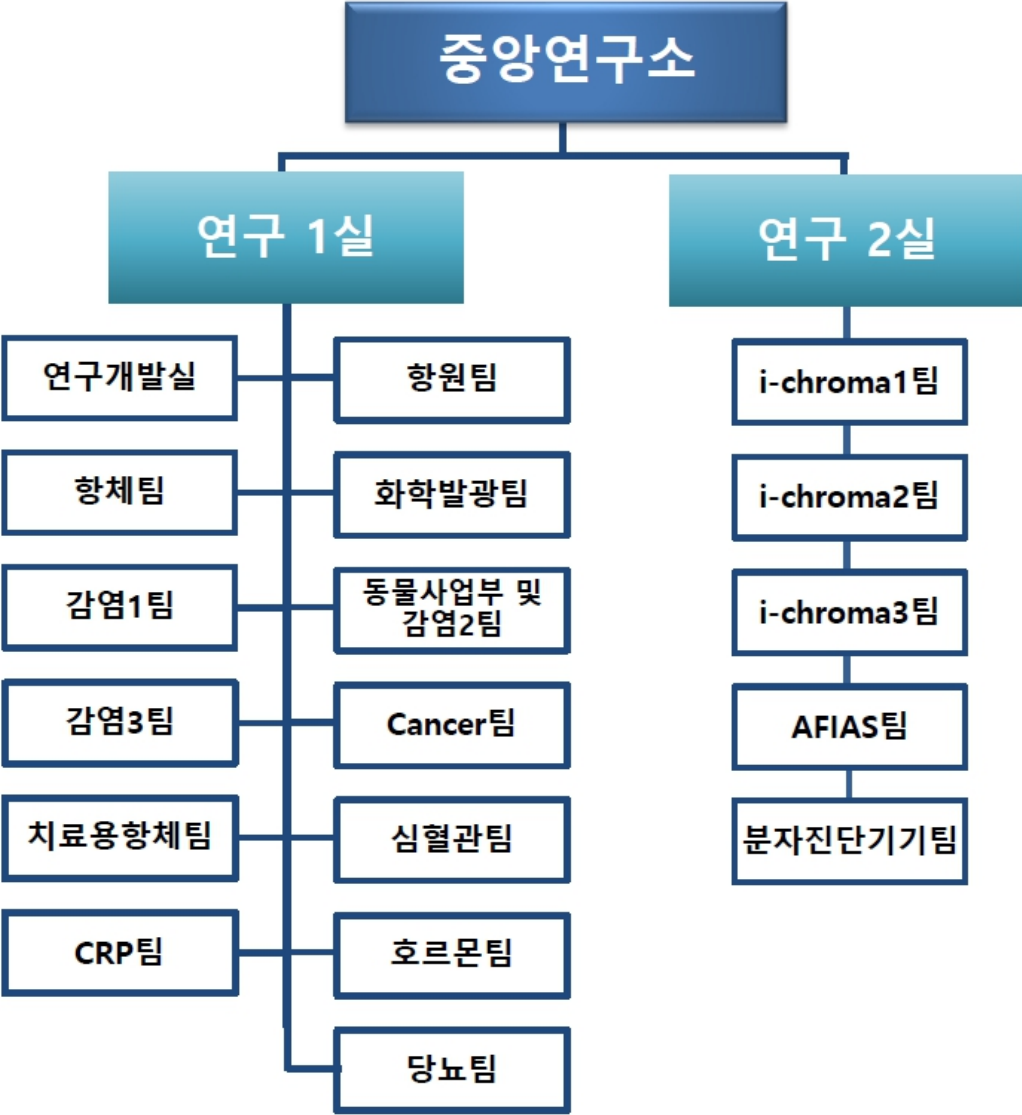 중앙연구소
연구 1실
연구 2실
연구개발실
항원팀
i-chroma1팀
항체팀
화학발광팀
i-chroma2팀
감염1팀
동물사업부 및
감염2팀
i-chroma3팀
감염3팀
Cancer팀
AFIAS팀
치료용항체팀
심혈관팀
분자진단기기팀
CRP팀
호르몬팀
당뇨팀